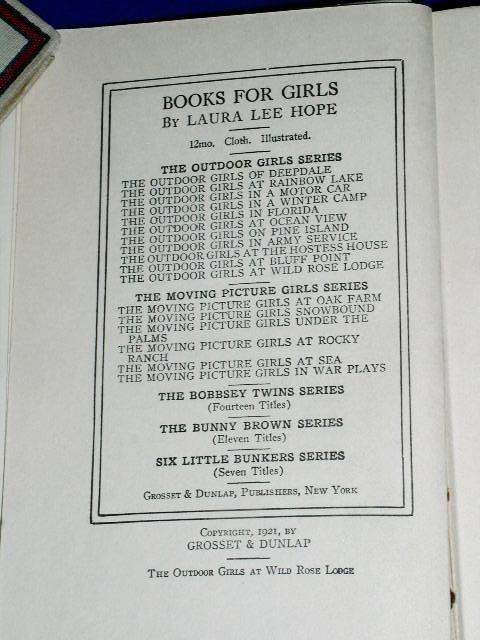 BOOKS FOR GIRLS
BY LAURA LEE HOPE
12mo. Cloth. Illustrated.
THE OUTDOOR GIRLS SERIES
THE OUTDOOR GIRLS OF DEEPDALE
THE OUTDOOR GIRLS AT RAINBOW LAKE
THE OUTDOOR GIRLS IN A MOTOR CAR
THE OUTDOOR GIRLS IN A WINTER CAMP
THE OUTDOOR GIRLS IN FLORIDA
THE OUTDOOR GIRLS AT OCEAN VIEW
THE OUTDOOR GIRLS ON PINE ISLAND
THE OUTDOOR GIRLS IN ARMY SERVICE
THE OUTDOOR GIRLS AT THE HOSTESS HOUSE
THE OUTDOOR GIRLS AT BLUFF POINT
THE OUTDOOR GIRLS AT WILD ROSE LODGE
THE MOVING PICTURE GIRLS SERIES
THE MOVING PICTURE GIRLS AT OAK FARM
THE MOVING PICTURE GIRLS SNOWBOUND
THE MOVING PICTURE GIRLS UNDER THE
PALMS
THE MOVING PICTURE GIRLS AT ROCKY
RANCH
THE MOVING PICTURE GIRLS AT SEA
THE MOVING PICTURE GIRLS IN WAR PLAYS
THE BOBBSEY TWINS SERIES
(Fourteen Titles)
THE BUNNY BROWN SERIES
(Eleven Titles)
SIX LITTLE BUNKERS SERIES
(Seven Titles)
GROSSET & DUNLAP, PUBLISHERS, NEW YORK
COPYRIGHT, 1921, BY
GROSSET & DUNLAP
THE OUTDOOR GIRLS AT WILD ROSE LODGE